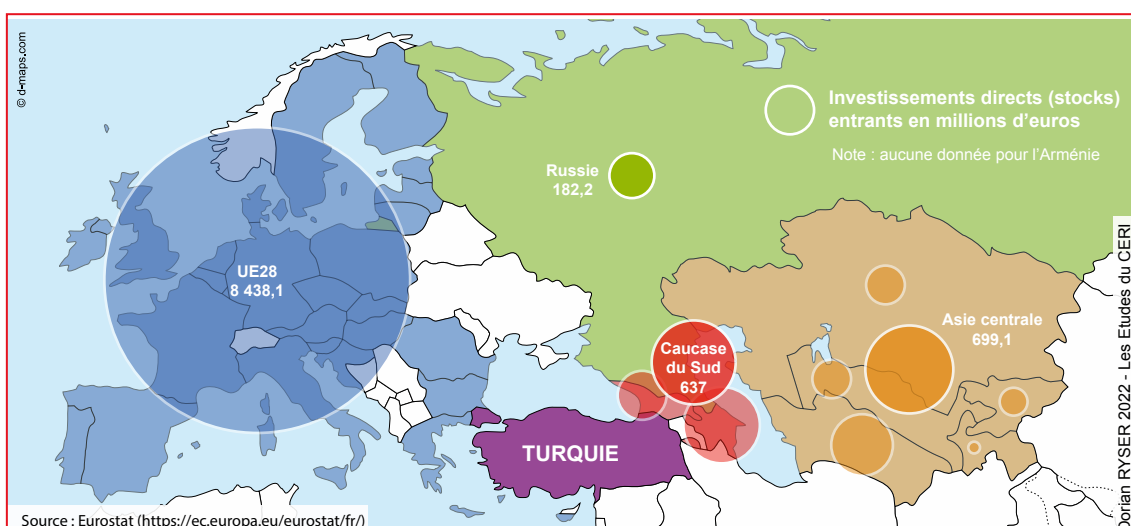 © d-maps.com
Investissements directs (stocks)
entrants en millions d'euros
Note : aucune donnée pour l'Arménie
Russie
182,2
UE28
8 438,1
Asie centrale
699,1
Caucase
du Sud
637
TURQUIE
Dorian RYSER 2022 - Les Etudes du CERI
Source : Eurostat (https://ec.europa.eu/eurostat/fr/)